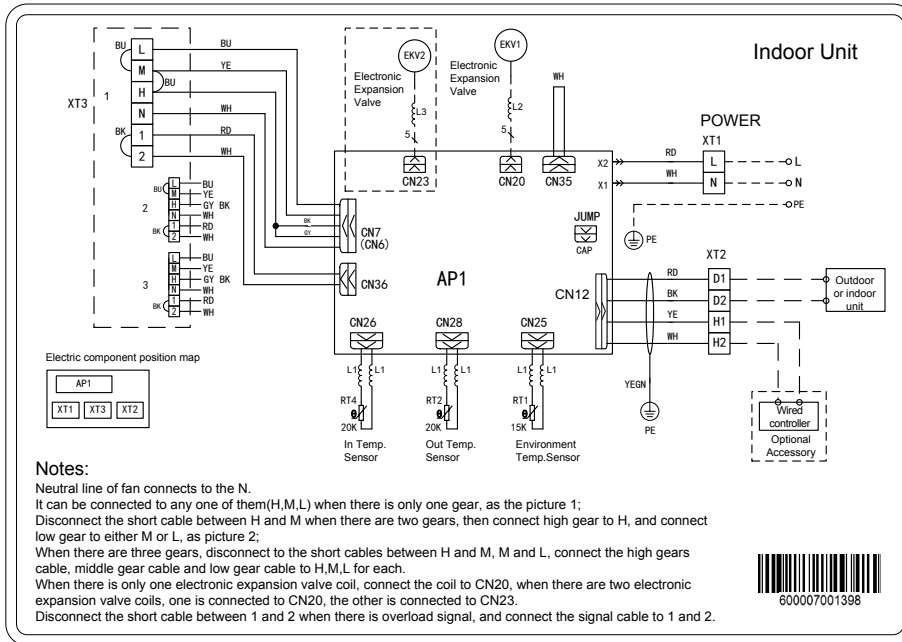 Indoor Unit
BU
L
BU
M
YE
BU
H
XT3
1
N
WH
BK
1
RD
2
WH
EKV2
Electronic
Expansion
Valve
L3
5
CN23
EKV1
Electronic
Expansion
Valve
L2
5
CN20
WH
CN35
POWER
XT1
X2
RD
L
L
X1
WH
N
N
PE
PE
JUMP
CAP
BK
GY
CN7
(CN6)
CN36
AP1
CN12
XT2
RD
D1
BK
D2
YE
H1
WH
H2
YEGN
PE
Outdoor
or indoor
unit
Wired
controller
Optional
Accessory
2
BU
L
BU
M
YE
H
GY BK
N
WH
BK
1
RD
2
WH
3
L
BU
M
YE
H
GY BK
N
WH
BK
1
RD
2
WH
CN26
CN28
CN25
L1
L1
L1
L1
L1
L1
RT4
RT2
RT1
θ
θ
θ
20K
20K
15K
In Temp.
Sensor
Out Temp.
Sensor
Environment
Temp.Sensor
Electric component position map
AP1
XT1
XT3
XT2
Notes:
Neutral line of fan connects to the N.
It can be connected to any one of them(H,M,L) when there is only one gear, as the picture 1;
Disconnect the short cable between H and M when there are two gears, then connect high gear to H, and connect
low gear to either M or L, as picture 2;
When there are three gears, disconnect to the short cables between H and M, M and L, connect the high gears
cable, middle gear cable and low gear cable to H,M,L for each.
When there is only one electronic expansion valve coil, connect the coil to CN20, when there are two electronic
expansion valve coils, one is connected to CN20, the other is connected to CN23.
Disconnect the short cable between 1 and 2 when there is overload signal, and connect the signal cable to 1 and 2.
600007001398